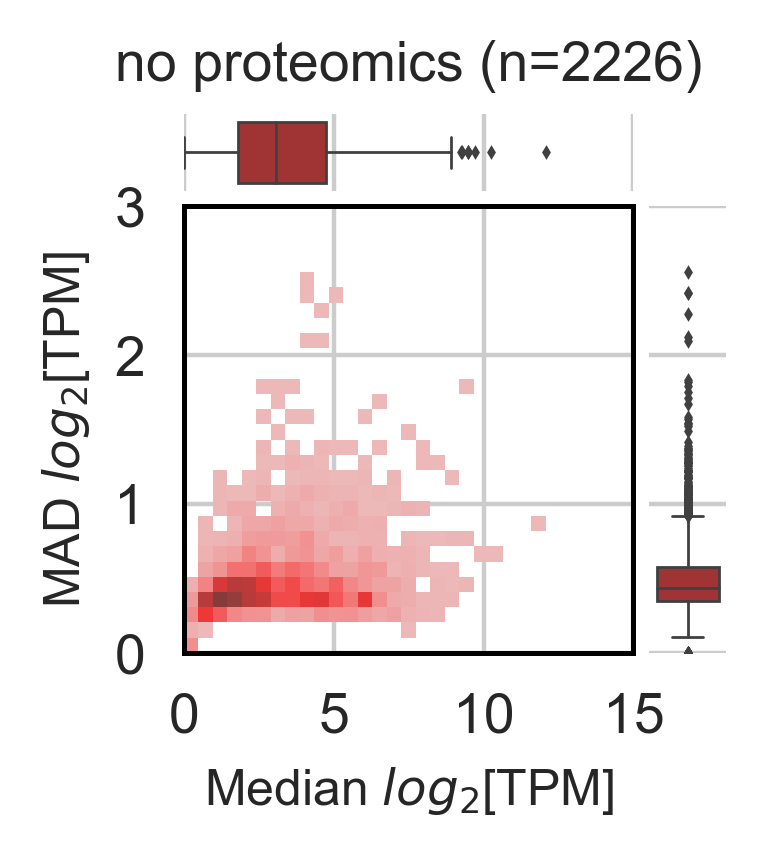 no proteomics (n=2226)
3
2
1
0
MAD log₂[TPM]
0 5 10 15
Median log₂[TPM]